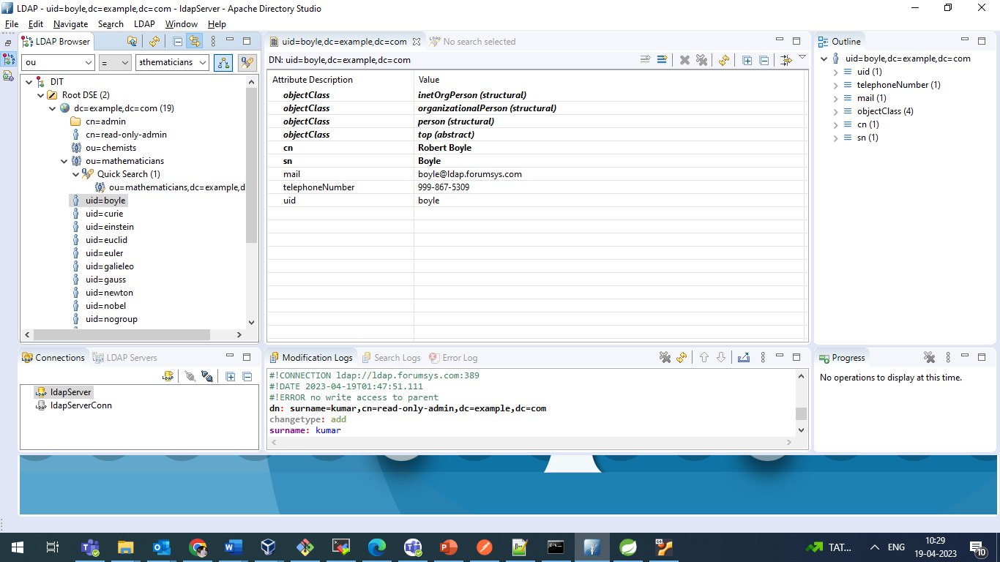 LDAP - uid=boyle,dc=example,dc=com - ldapServer - Apache Directory Studio
File Edit Navigate Search LDAP Window Help
LDAP Browser
ou = athematicians
DIT
Root DSE (2)
dc=example,dc=com (19)
cn=admin
cn=read-only-admin
ou=chemists
ou=mathematicians
Quick Search (1)
ou=mathematicians,dc=example,d
uid=boyle
uid=curie
uid=einstein
uid=euclid
uid=euler
uid=galieleo
uid=gauss
uid=newton
uid=nobel
uid=nogroup
uid=boyle,dc=example,dc=com No search selected
DN: uid=boyle,dc=example,dc=com
Attribute Description Value
objectClass inetOrgPerson (structural)
objectClass organizationalPerson (structural)
objectClass person (structural)
objectClass top (abstract)
cn Robert Boyle
sn Boyle
mail boyle@ldap.forumsys.com
telephoneNumber 999-867-5309
uid boyle
Outline
uid=boyle,dc=example,dc=com
uid (1)
telephoneNumber (1)
mail (1)
objectClass (4)
cn (1)
sn (1)
Connections LDAP Servers
ldapServer
ldapServerConn
Modification Logs Search Logs Error Log
#!CONNECTION ldap://ldap.forumsys.com:389
#!DATE 2023-04-19T01:47:51.111
#!ERROR no write access to parent
dn: surname=kumar,cn=read-only-admin,dc=example,dc=com
changetype: add
surname: kumar
Progress
No operations to display at this time.
TAT... ENG 10:29
19-04-2023
10